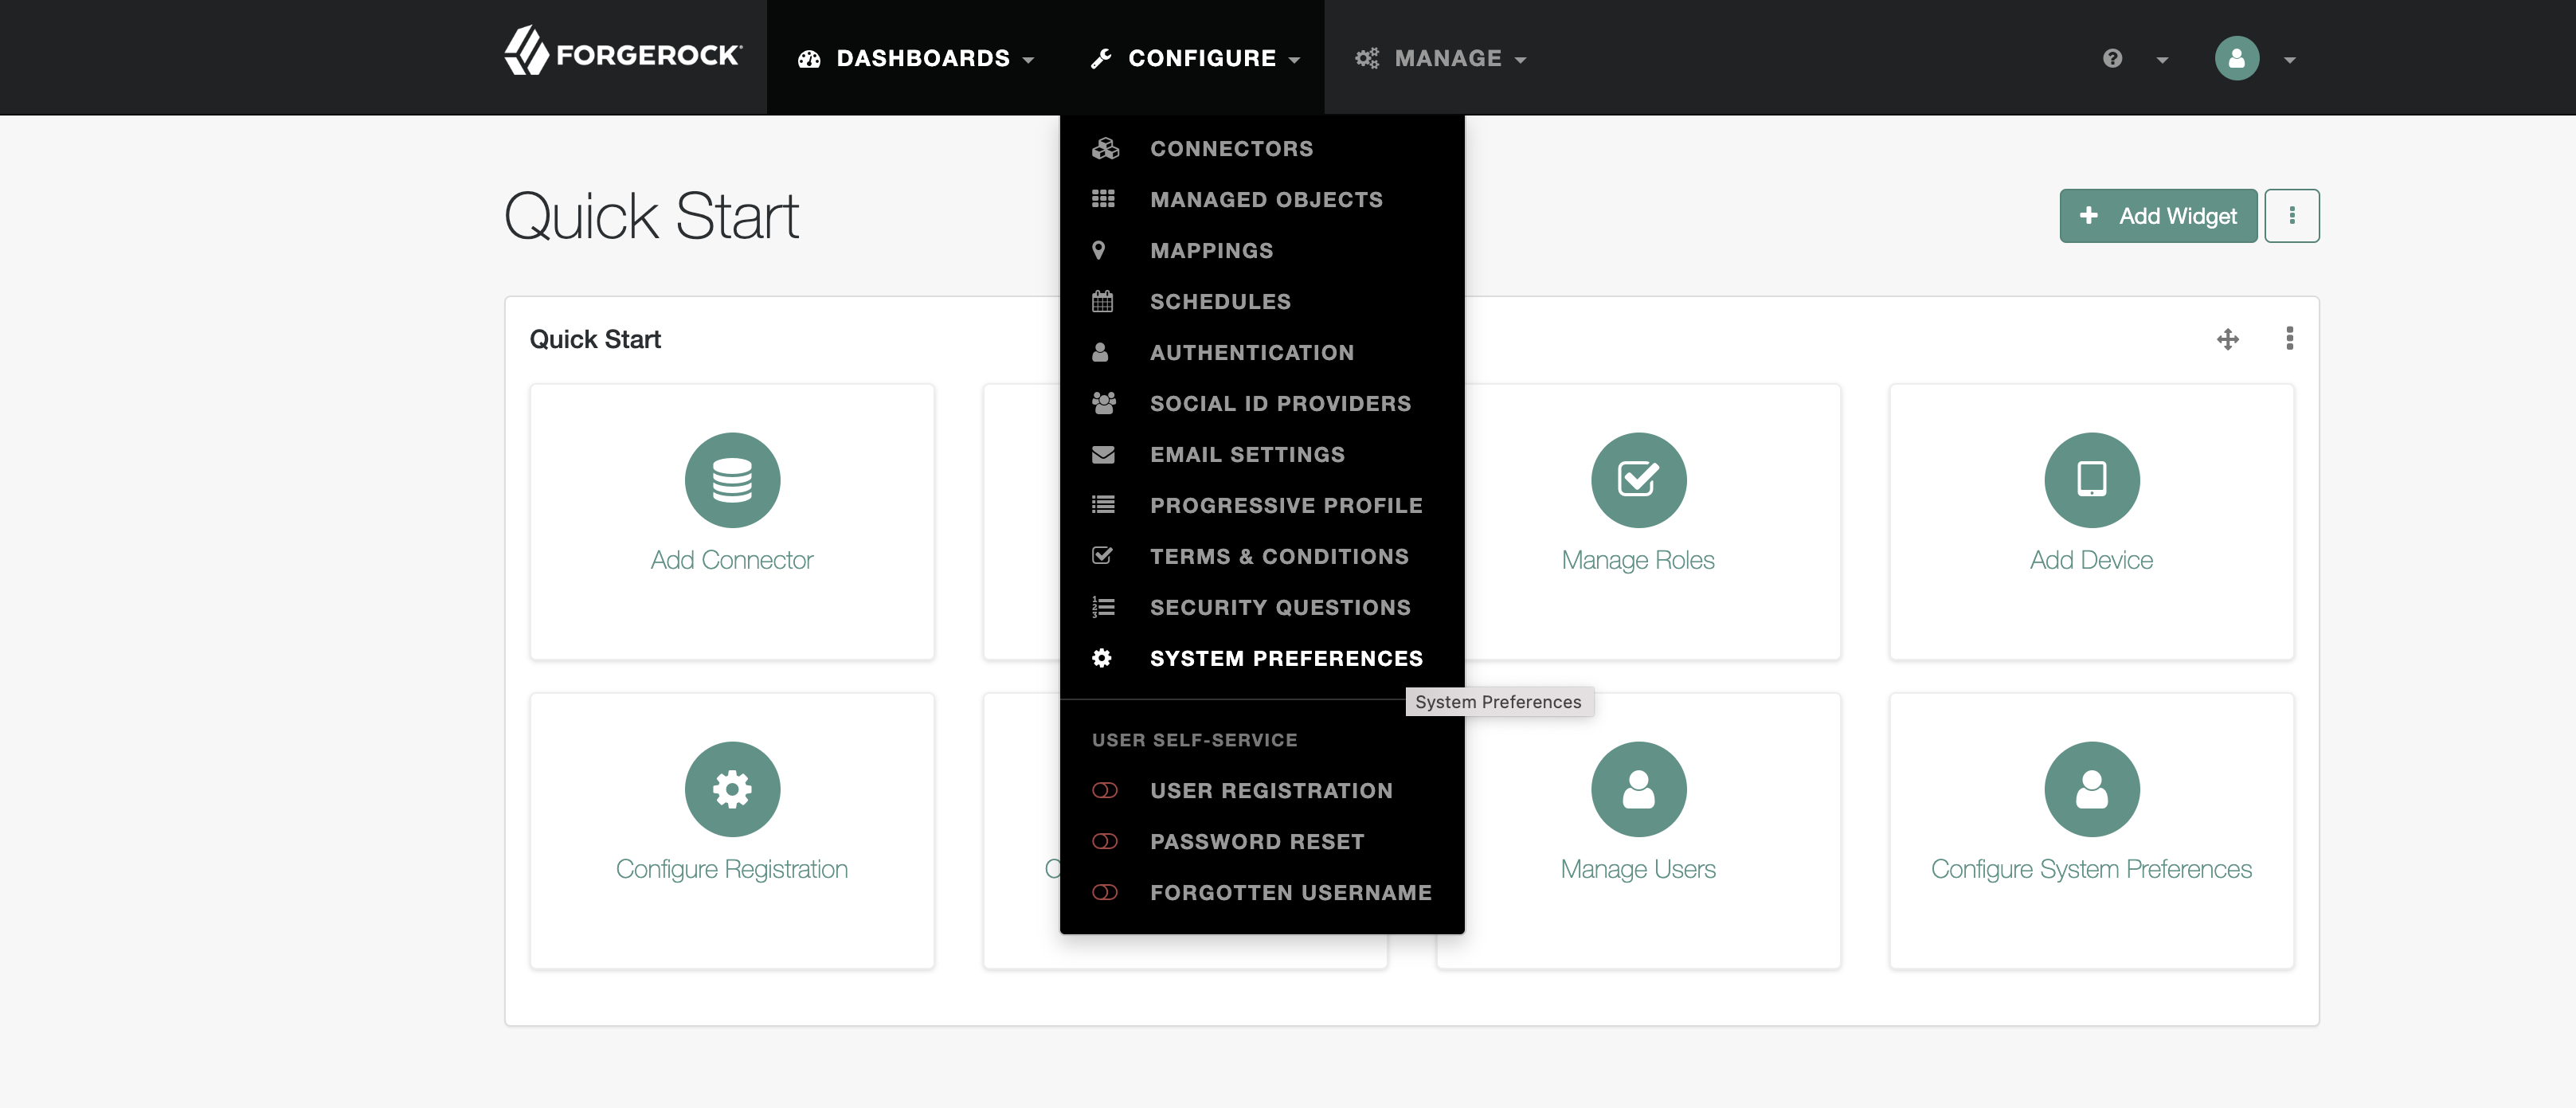 FORGEROCK
DASHBOARDS
CONFIGURE
MANAGE
CONNECTORS
MANAGED OBJECTS
MAPPINGS
SCHEDULES
AUTHENTICATION
SOCIAL ID PROVIDERS
EMAIL SETTINGS
PROGRESSIVE PROFILE
TERMS & CONDITIONS
SECURITY QUESTIONS
SYSTEM PREFERENCES
System Preferences
USER SELF-SERVICE
USER REGISTRATION
PASSWORD RESET
FORGOTTEN USERNAME
Quick Start
Add Widget
Quick Start
Add Connector
Manage Roles
Add Device
Configure Registration
C
Manage Users
Configure System Preferences